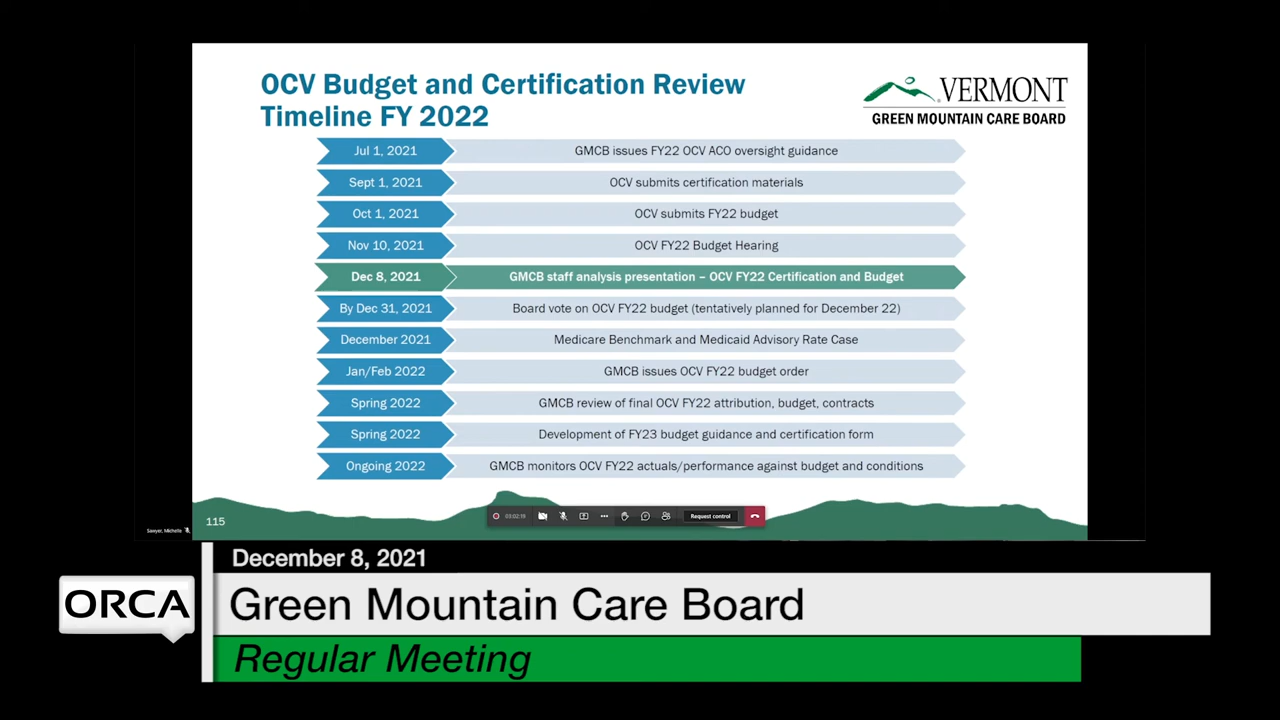 OCV Budget and Certification Review
Timeline FY 2022
VERMONT
GREEN MOUNTAIN CARE BOARD
Jul 1, 2021 GMCB issues FY22 OCV ACO oversight guidance
Sept 1, 2021 OCV submits certification materials
Oct 1, 2021 OCV submits FY22 budget
Nov 10, 2021 OCV FY22 Budget Hearing
Dec 8, 2021 GMCB staff analysis presentation – OCV FY22 Certification and Budget
By Dec 31, 2021 Board vote on OCV FY22 budget (tentatively planned for December 22)
December 2021 Medicare Benchmark and Medicaid Advisory Rate Case
Jan/Feb 2022 GMCB issues OCV FY22 budget order
Spring 2022 GMCB review of final OCV FY22 attribution, budget, contracts
Spring 2022 Development of FY23 budget guidance and certification form
Ongoing 2022 GMCB monitors OCV FY22 actuals/performance against budget and conditions
115
03:02:18
Request control
Sawyer, Michelle
December 8, 2021
ORCA
Green Mountain Care Board
Regular Meeting